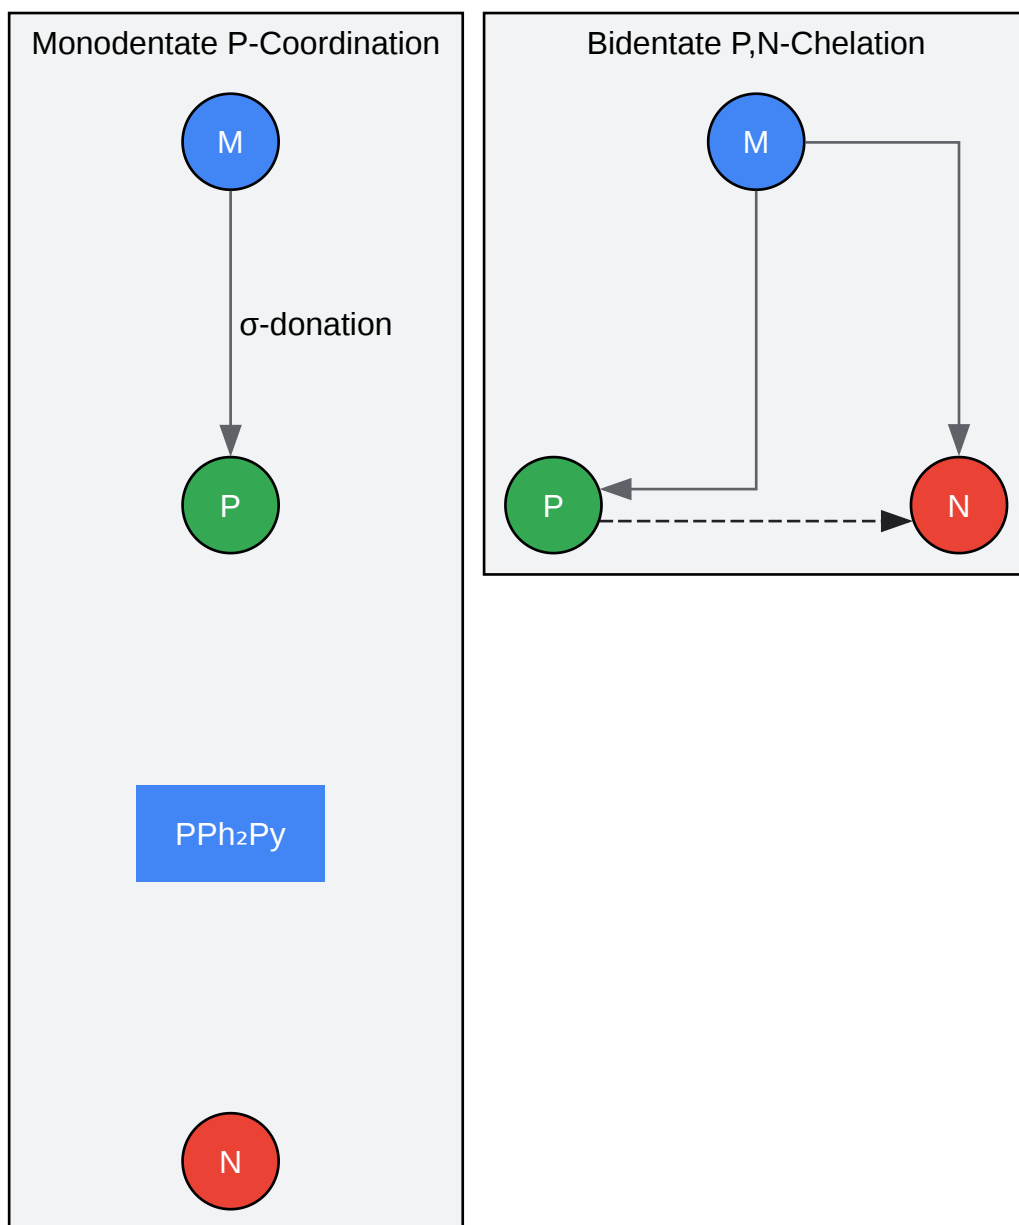 Monodentate P-Coordination
M
σ-donation
P
PPh₂Py
N
Bidentate P,N-Chelation
M
P
N